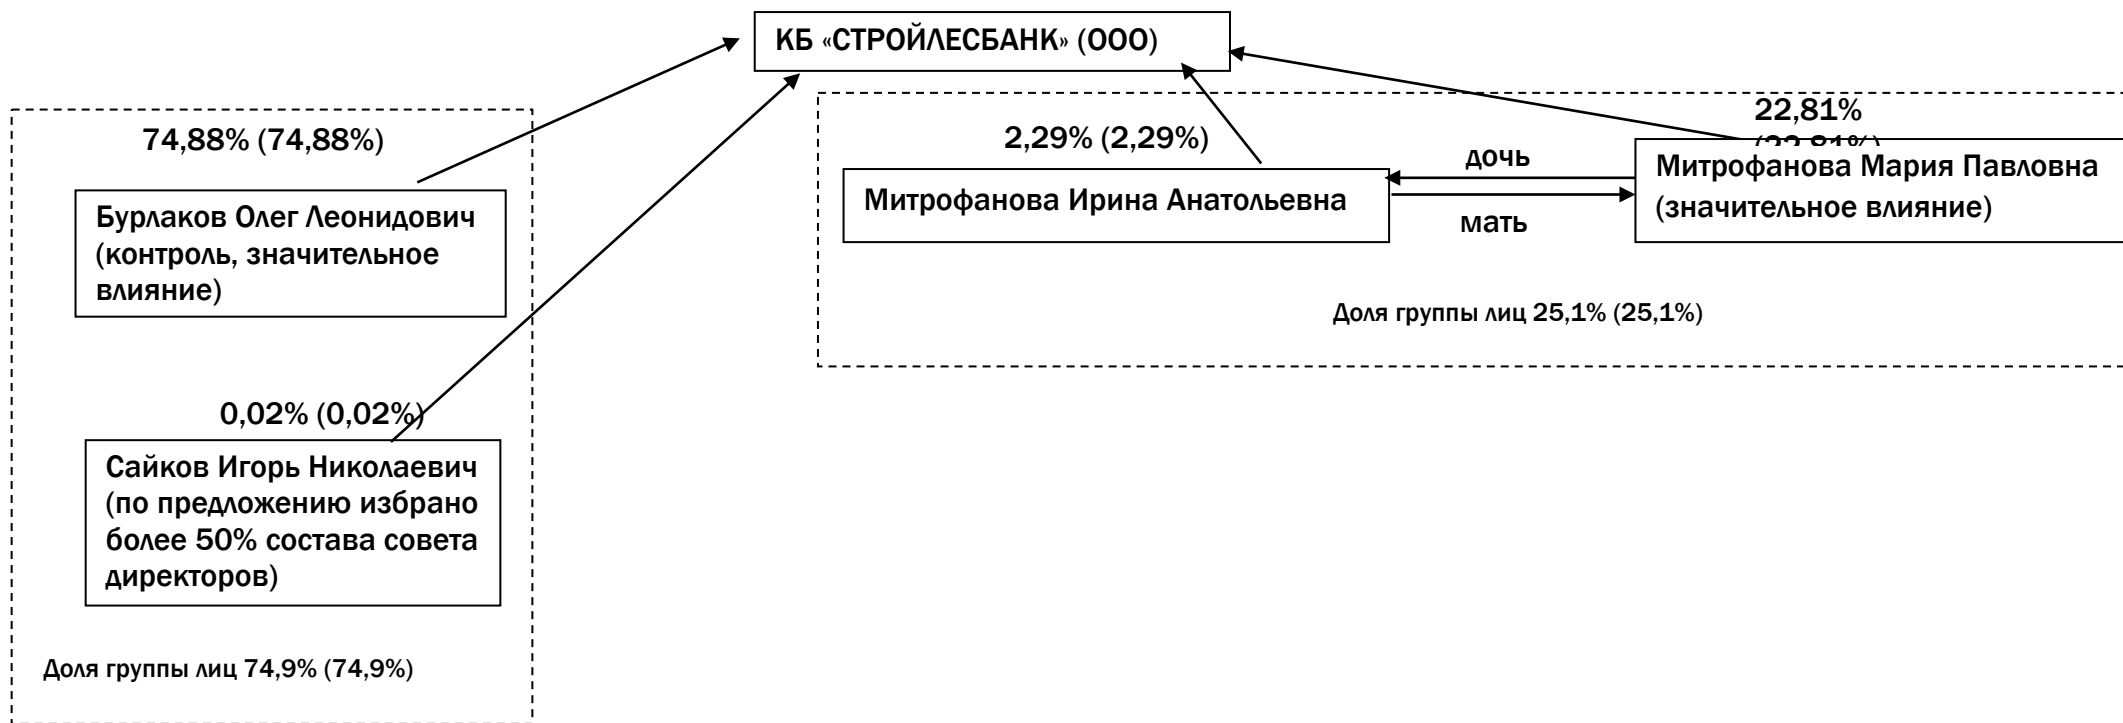 КБ «СТРОЙЛЕСБАНК» (ООО)
74,88% (74,88%)
Бурлаков Олег Леонидович
(контроль, значительное
влияние)
0,02% (0,02%)
Сайков Игорь Николаевич
(по предложению избрано
более 50% состава совета
директоров)
Доля группы лиц 74,9% (74,9%)
2,29% (2,29%)
Митрофанова Ирина Анатольевна
дочь
мать
22,81%
(22,81%)
Митрофанова Мария Павловна
(значительное влияние)
Доля группы лиц 25,1% (25,1%)